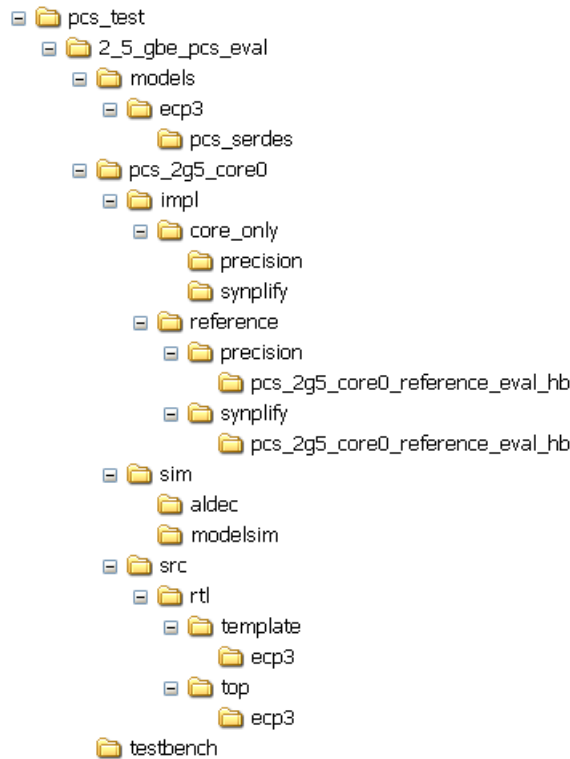 pcs_test
2_5_gbe_pcs_eval
models
ecp3
pcs_serdes
pcs_2g5_core0
impl
core_only
precision
synplify
reference
precision
pcs_2g5_core0_reference_eval_hb
synplify
pcs_2g5_core0_reference_eval_hb
sim
aldec
modelsim
src
rtl
template
ecp3
top
ecp3
testbench